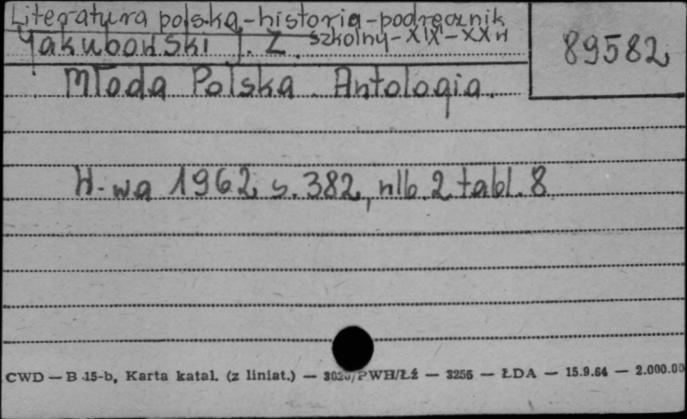 Literatura polska-historia-podręcznik
szkolny-XIX-XX w
Jakubowski J. Z.
89582
Młoda Polska. Antologia.
W-wa 1962 s. 382, nlb. 2 tabl. 8
CWD — B 15-b, Karta katal. (z liniat.) — PWH/Łź — 3256 — ŁDA — 15.9.64 — 2.000.00